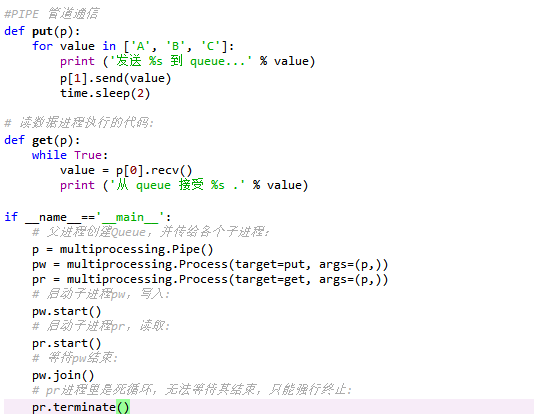 #PIPE 管道通信
def put(p):
    for value in ['A', 'B', 'C']:
        print ('发送 %s 到 queue...' % value)
        p[1].send(value)
        time.sleep(2)
# 读数据进程执行的代码:
def get(p):
    while True:
        value = p[0].recv()
        print ('从 queue 接受 %s .' % value)
if __name__=='__main__':
    # 父进程创建Queue，并传给各个子进程：
    p = multiprocessing.Pipe()
    pw = multiprocessing.Process(target=put, args=(p,))
    pr = multiprocessing.Process(target=get, args=(p,))
    # 启动子进程pw，写入:
    pw.start()
    # 启动子进程pr，读取:
    pr.start()
    # 等待pw结束:
    pw.join()
    # pr进程里是死循环，无法等待其结束，只能强行终止:
    pr.terminate()